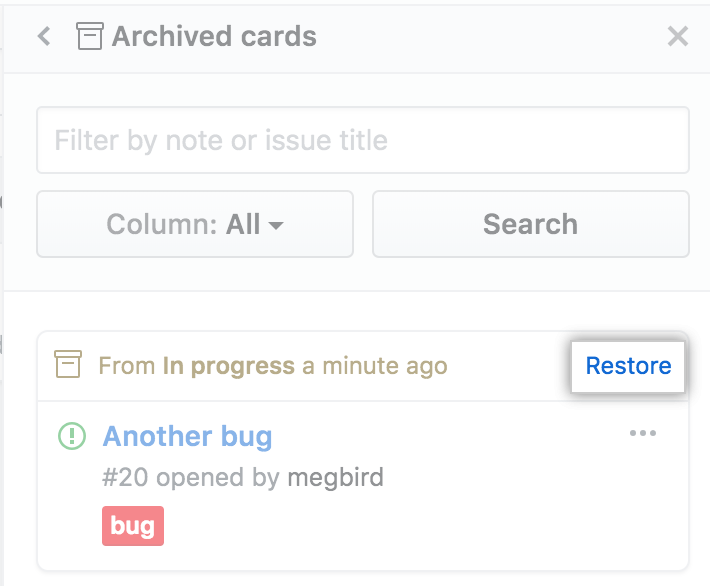 Archived cards
Filter by note or issue title
Column: All
Search
From In progress a minute ago
Restore
Another bug
#20 opened by megbird
bug